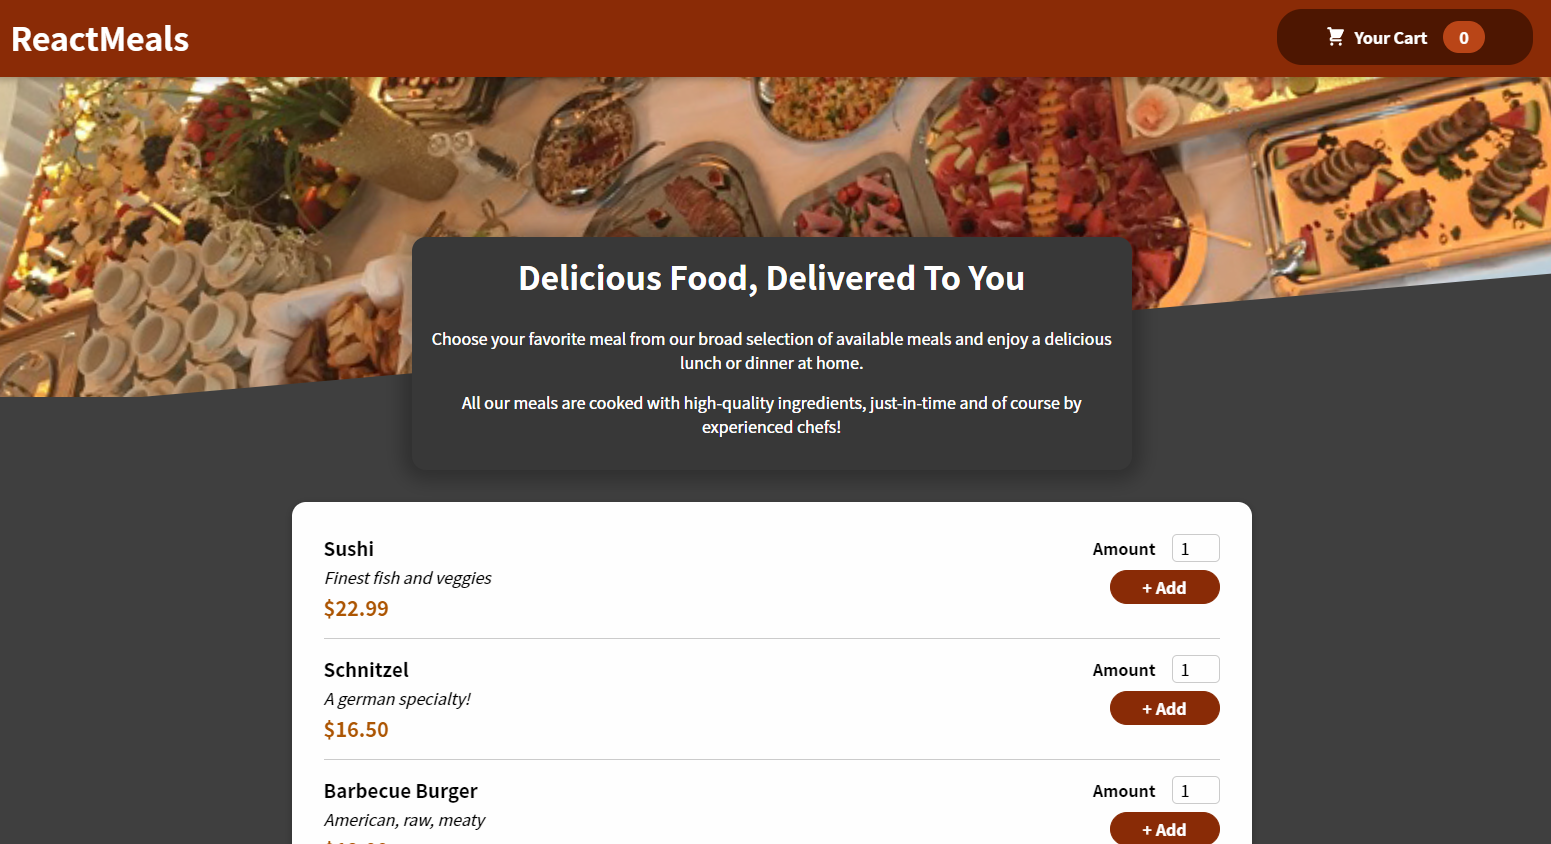 ReactMeals
Your Cart 0
Delicious Food, Delivered To You
Choose your favorite meal from our broad selection of available meals and enjoy a delicious
lunch or dinner at home.
All our meals are cooked with high-quality ingredients, just-in-time and of course by
experienced chefs!
Sushi
Amount 1
Finest fish and veggies
+ Add
$22.99
Schnitzel
Amount 1
A german specialty!
+ Add
$16.50
Barbecue Burger
Amount 1
American, raw, meaty
+ Add